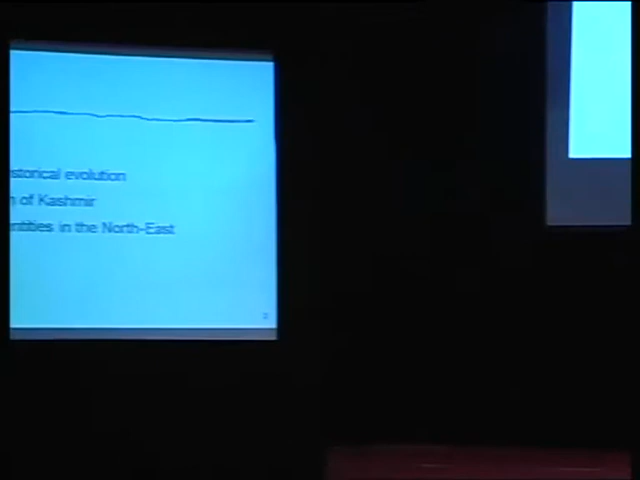 storical evolution
n of Kashmir
ntities in the North-East